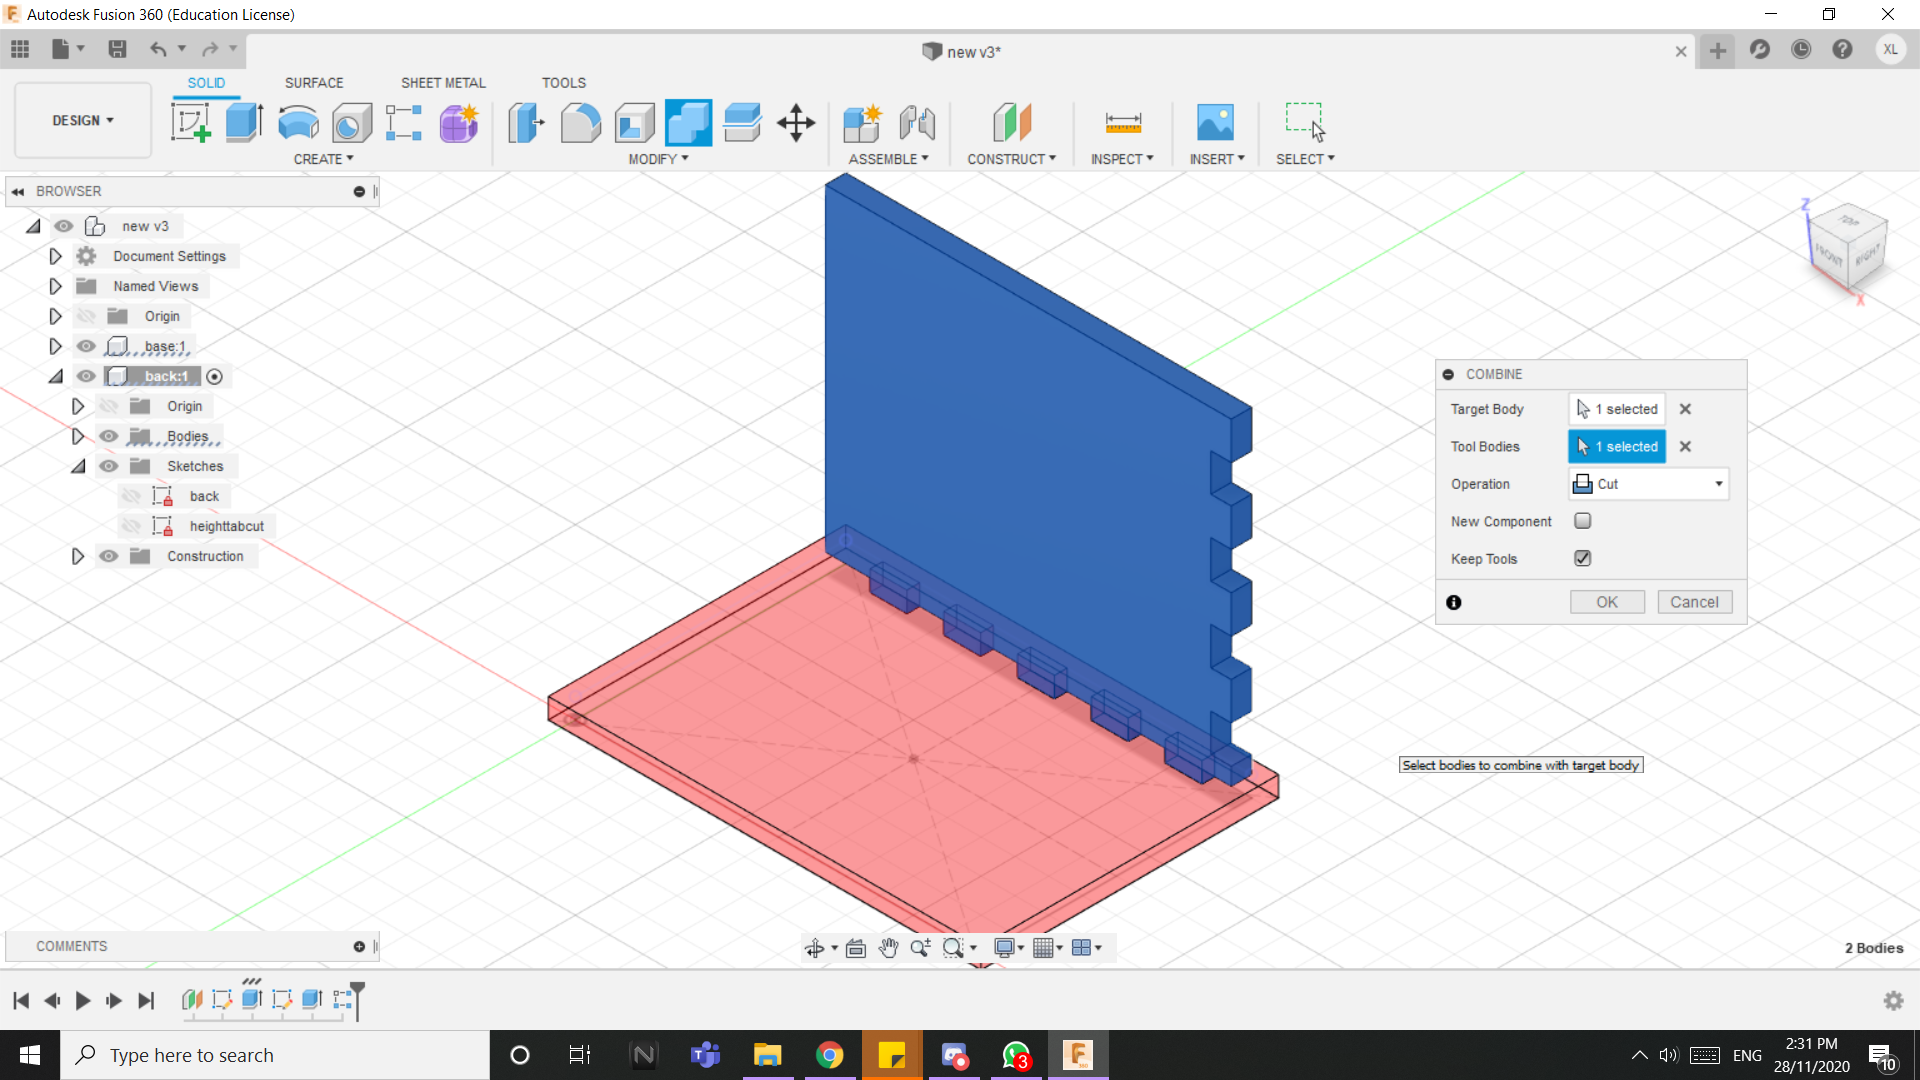 Autodesk Fusion 360 (Education License)
new v3*
XL
SOLID SURFACE SHEET METAL TOOLS
DESIGN ▾
CREATE ▾ MODIFY ▾ ASSEMBLE ▾ CONSTRUCT ▾ INSPECT ▾ INSERT ▾ SELECT ▾
BROWSER
new v3
Document Settings
Named Views
Origin
base:1
back:1
Origin
Bodies
Sketches
back
heighttabcut
Construction
Z
TOP
FRONT
RIGHT
X
COMBINE
Target Body 1 selected
Tool Bodies 1 selected
Operation Cut
New Component
Keep Tools
OK Cancel
Select bodies to combine with target body
COMMENTS
2 Bodies
Type here to search
3
ENG
2:31 PM
28/11/2020
10